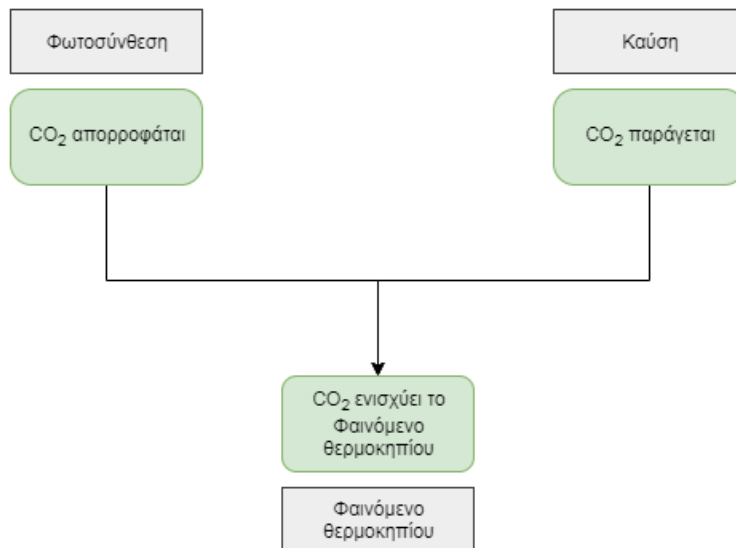 Φωτοσύνθεση
Καύση
CO₂ απορροφάται
CO₂ παράγεται
CO₂ ενισχύει το
Φαινόμενο
θερμοκηπίου
Φαινόμενο
θερμοκηπίου